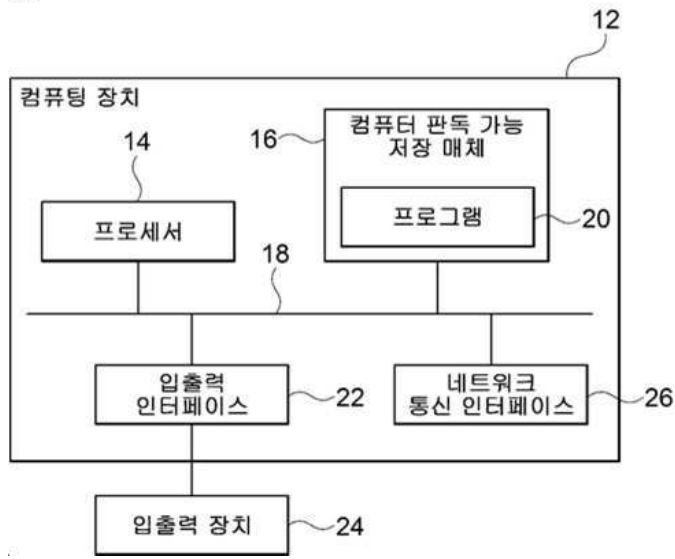 12
컴퓨팅 장치
14
프로세서
16
컴퓨터 판독 가능
저장 매체
프로그램
20
18
입출력
인터페이스
22
네트워크
통신 인터페이스
26
입출력 장치
24